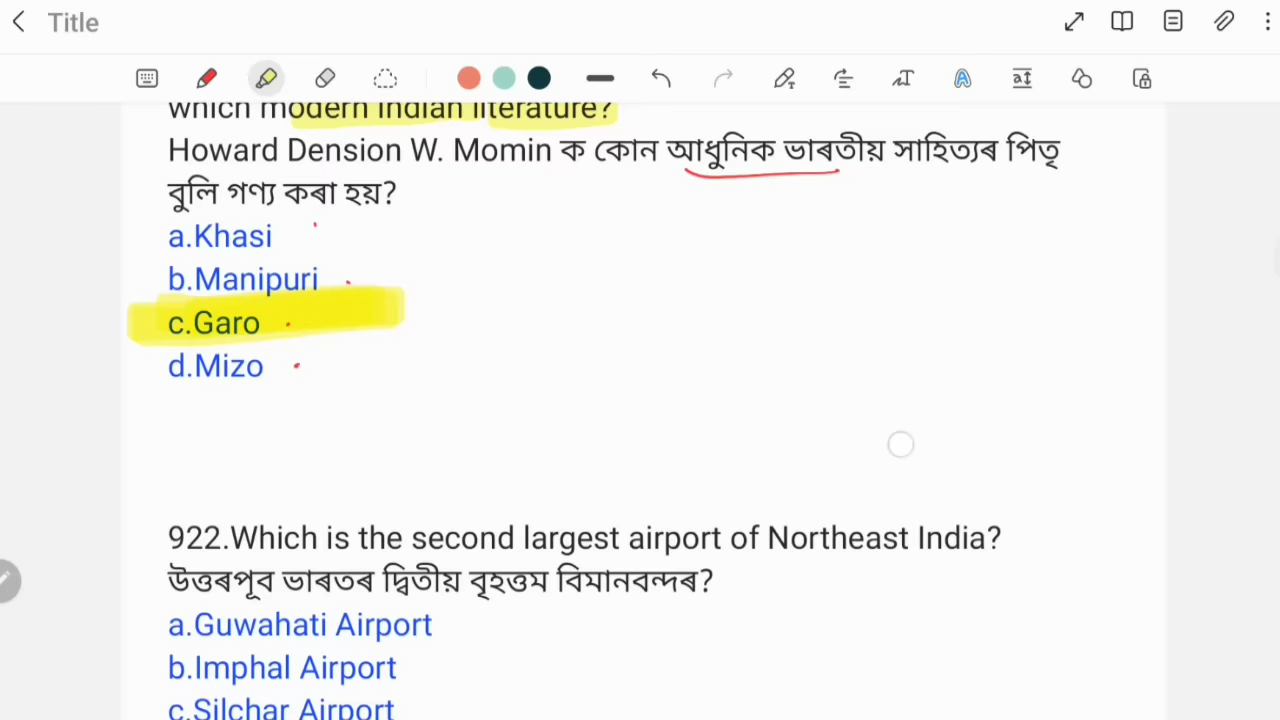 Title
which modern Indian literature?
Howard Dension W. Momin ক কোন আধুনিক ভাৰতীয় সাহিত্যৰ পিতৃ
বুলি গণ্য কৰা হয়?
a.Khasi
b.Manipuri
c.Garo
d.Mizo
922.Which is the second largest airport of Northeast India?
উত্তৰপূব ভাৰতৰ দ্বিতীয় বৃহত্তম বিমানবন্দৰ?
a.Guwahati Airport
b.Imphal Airport
c.Silchar Airport